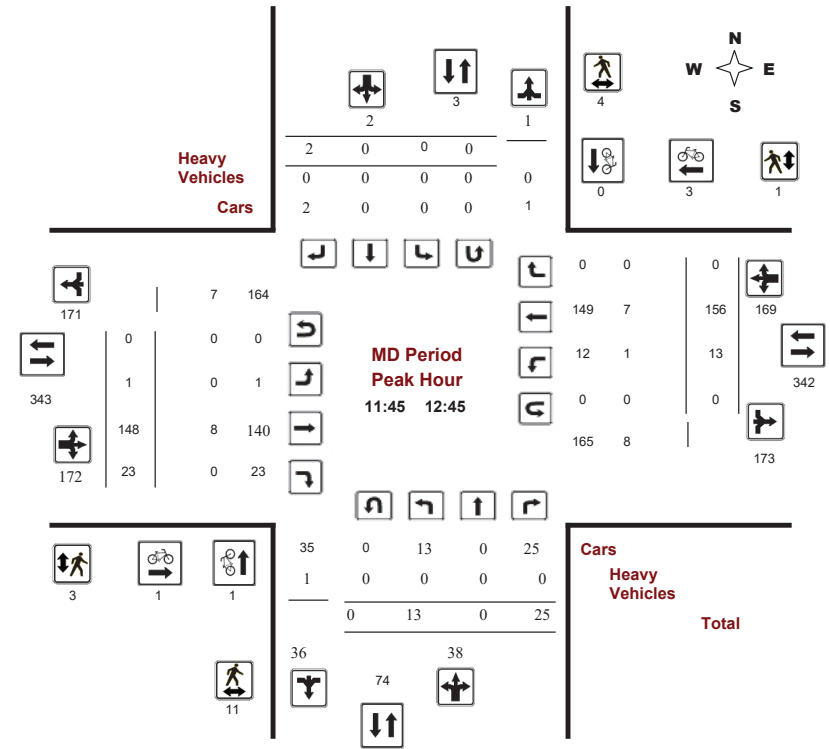 N
W E
S
2
3
1
4
2 0 0 0
Heavy
Vehicles
0 0 0 0 0
Cars
2 0 0 0 1
0
3
1
171
7 164
0 0 0
343
1 0 1
148 8 140
172
23 0 23
MD Period
Peak Hour
11:45 12:45
0 0 0
149 7 156 169
12 1 13
342
0 0 0
165 8
173
35 0 13 0 25
Cars
1 0 0 0 0
Heavy
Vehicles
0 13 0 25
Total
3
1
1
36
38
74
11